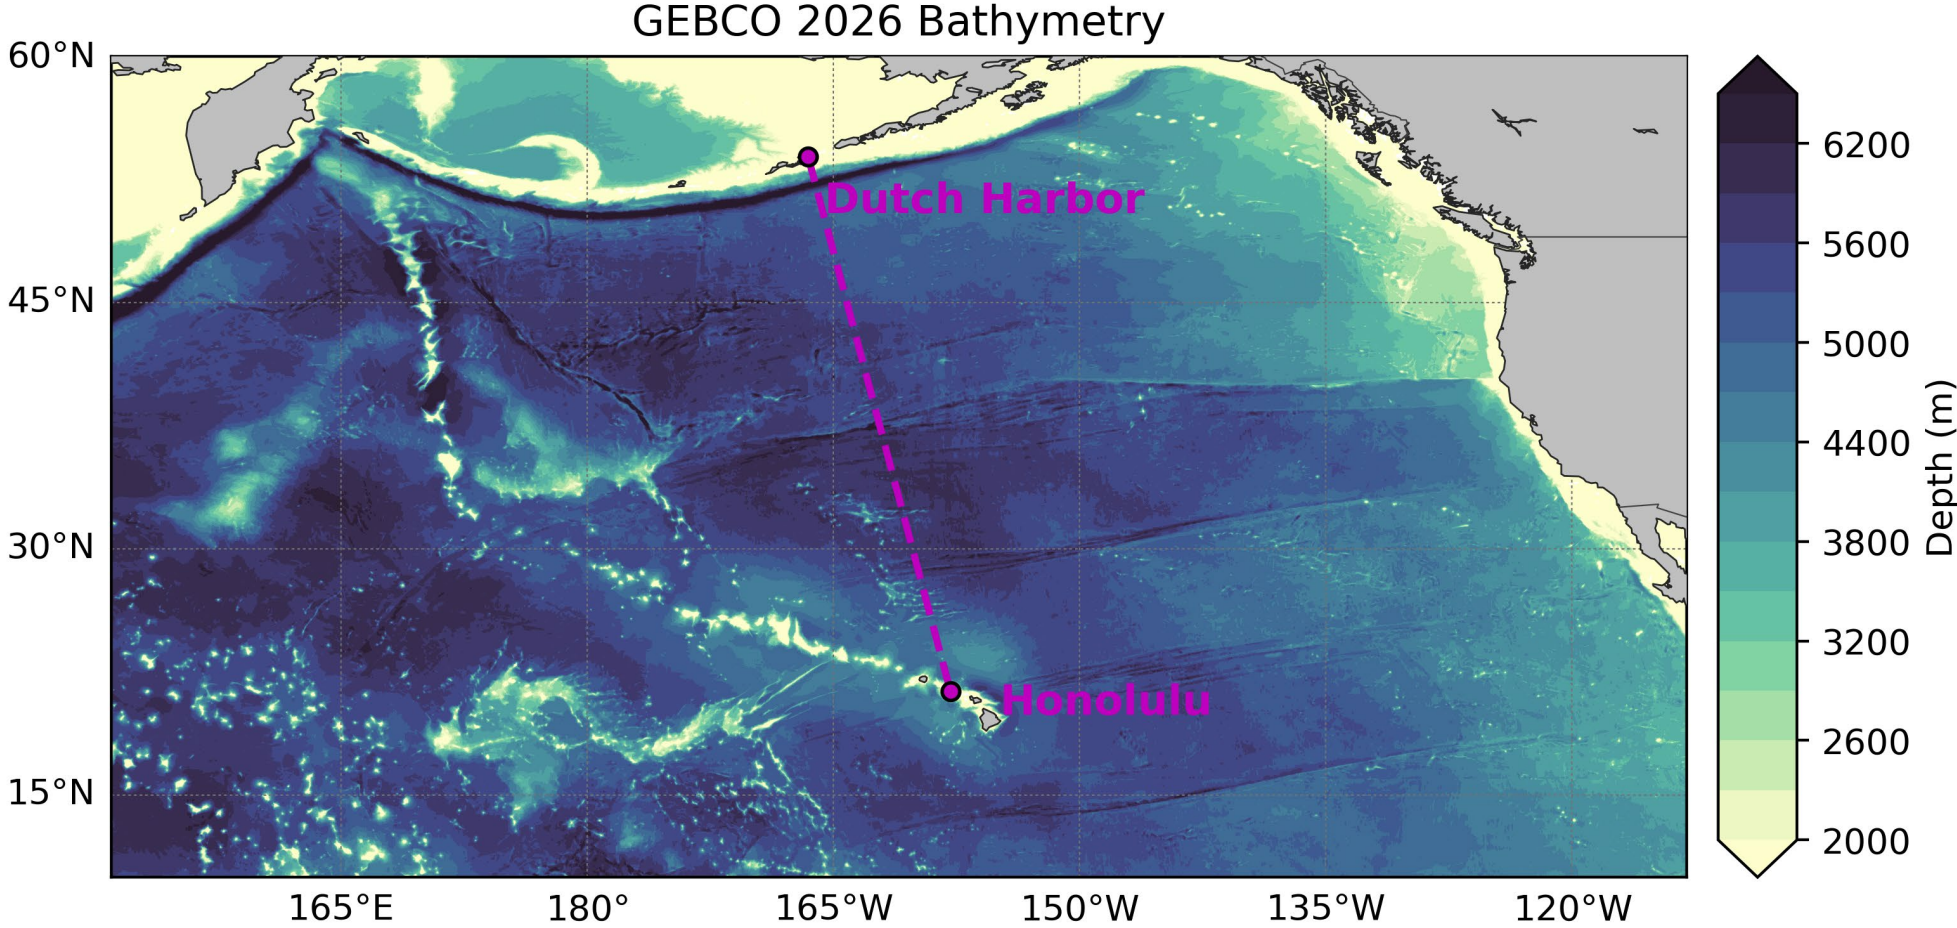 GEBCO 2026 Bathymetry
60°N
45°N
30°N
15°N
165°E
180°
165°W
150°W
135°W
120°W
Dutch Harbor
Honolulu
6200
5600
5000
4400
3800
3200
2600
2000
Depth (m)